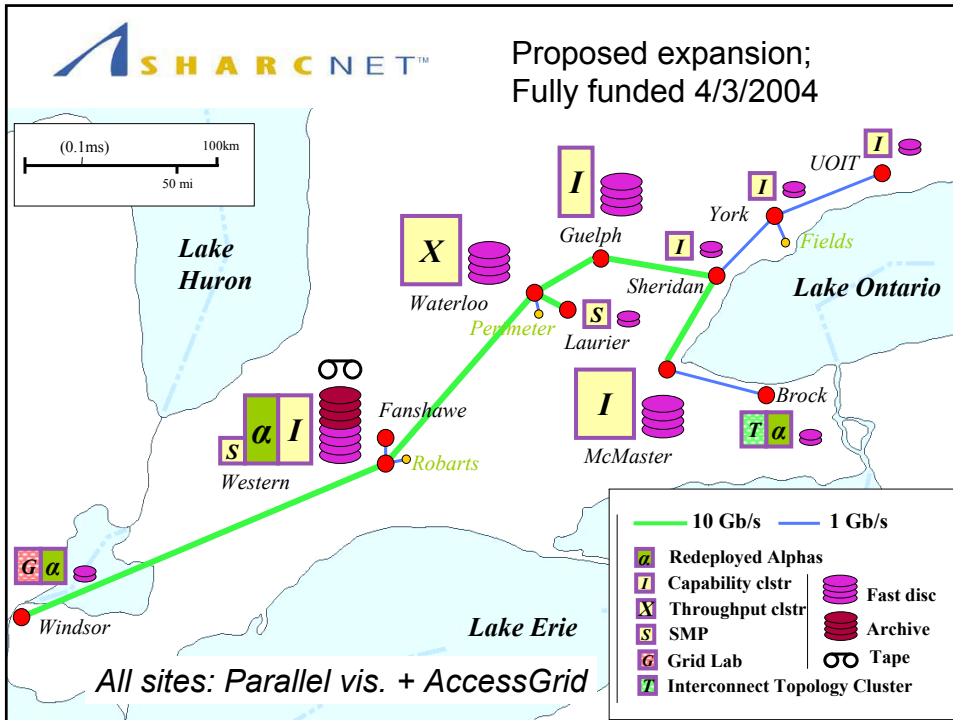 SHARCNET™
Proposed expansion;
Fully funded 4/3/2004
(0.1ms)
100km
50 mi
I
UOIT
I
York
Fields
I
Guelph
I
Sheridan
X
Waterloo
Lake
Huron
Lake Ontario
Perimeter
S
Laurier
Fanshawe
S α I
Western
Robarts
I
McMaster
Brock
T α
G α
Windsor
Lake Erie
All sites: Parallel vis. + AccessGrid
10 Gb/s 1 Gb/s
α Redeployed Alphas
I Capability clstr
X Throughput clstr
S SMP
G Grid Lab
T Interconnect Topology Cluster
Fast disc
Archive
Tape